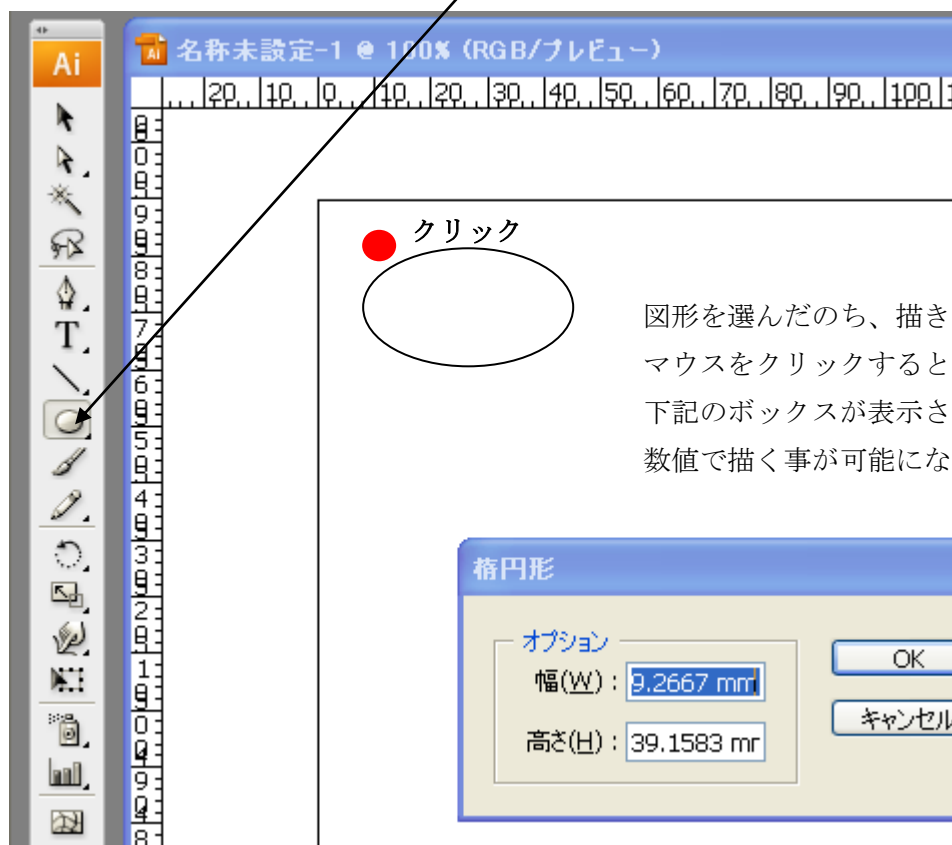 Ai
名称未設定-1 @ 100% (RGB/プレビュー)
20 10 0 10 20 30 40 50 60 70 80 90 100
クリック
図形を選んだのち、描き
マウスをクリックすると
下記のボックスが表示さ
数値で描く事が可能にな
T
楕円形
オプション
幅(W): 9.2667 mm
OK
高さ(H): 39.1583 mr
キャンセル